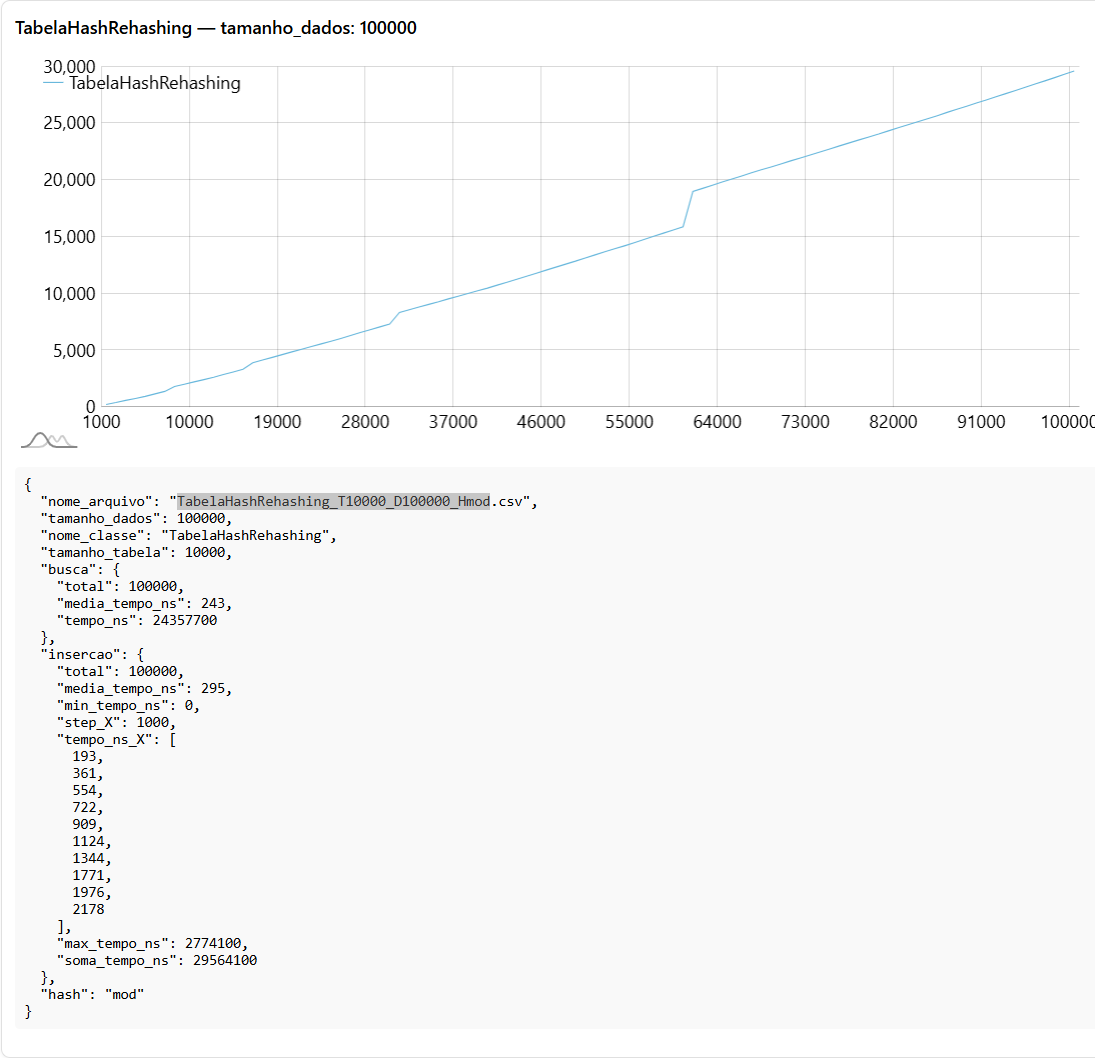 TabelaHashRehashing — tamanho_dados: 100000
30,000
TabelaHashRehashing
25,000
20,000
15,000
10,000
5,000
0
1000 10000 19000 28000 37000 46000 55000 64000 73000 82000 91000 100000
{
"nome_arquivo": "TabelaHashRehashing_T10000_D100000_Hmod.csv",
"tamanho_dados": 100000,
"nome_classe": "TabelaHashRehashing",
"tamanho_tabela": 10000,
"busca": {
"total": 100000,
"media_tempo_ns": 243,
"tempo_ns": 24357700
},
"insercao": {
"total": 100000,
"media_tempo_ns": 295,
"min_tempo_ns": 0,
"step_X": 1000,
"tempo_ns_X": [
193,
361,
554,
722,
909,
1124,
1344,
1771,
1976,
2178
],
"max_tempo_ns": 2774100,
"soma_tempo_ns": 29564100
},
"hash": "mod"
}